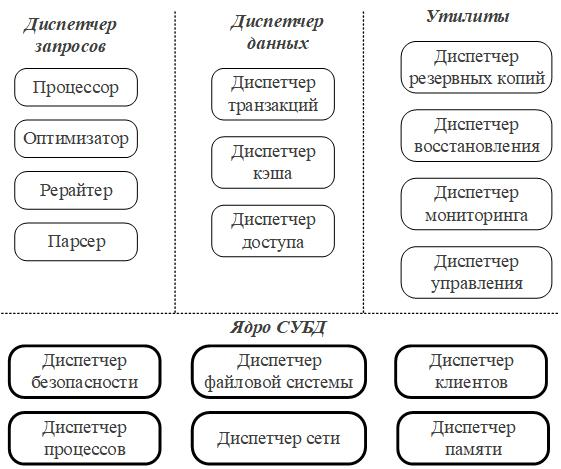 Диспетчер
запросов
Процессор
Оптимизатор
Рерайтер
Парсер
Диспетчер
данных
Диспетчер
транзакций
Диспетчер
кэша
Диспетчер
доступа
Утилиты
Диспетчер
резервных копий
Диспетчер
восстановления
Диспетчер
мониторинга
Диспетчер
управления
Ядро СУБД
Диспетчер
безопасности
Диспетчер
файловой системы
Диспетчер
клиентов
Диспетчер
процессов
Диспетчер сети
Диспетчер
памяти